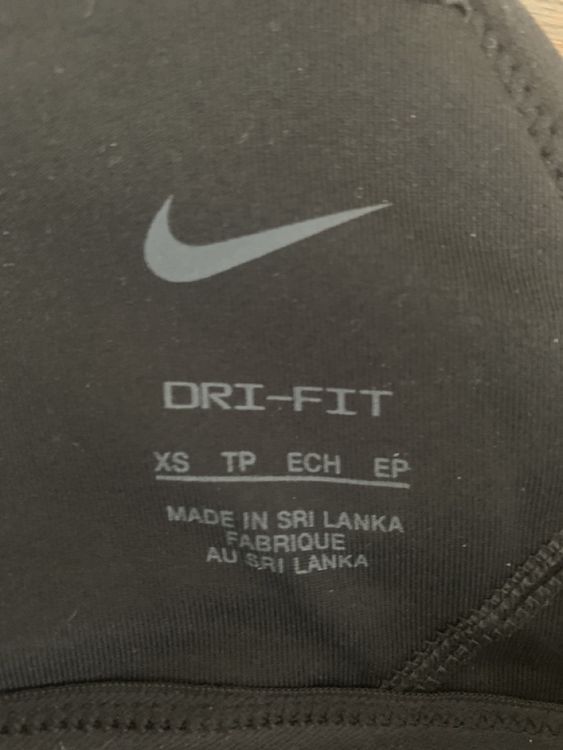 DRI-FIT
XS TP ECH EP
MADE IN SRI LANKA
FABRIQUE
AU SRI LANKA